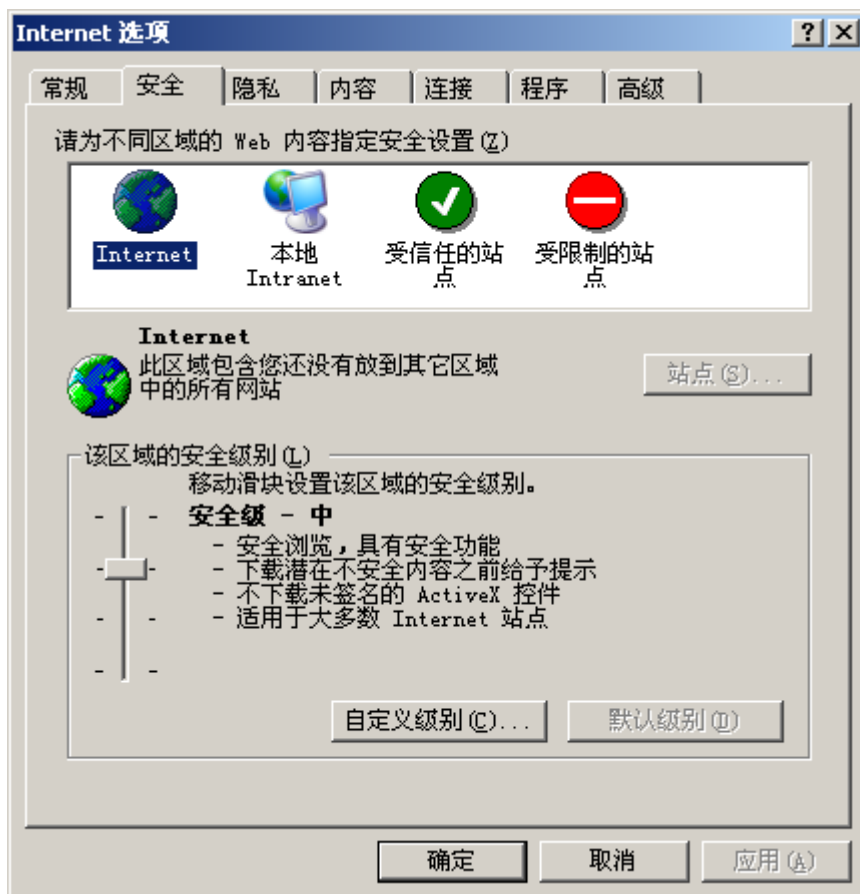 Internet 选项
常规 安全 隐私 内容 连接 程序 高级
请为不同区域的 Web 内容指定安全设置(Z)
Internet
本地
Intranet
受信任的站
点
受限制的站
点
Internet
此区域包含您还没有放到其它区域
中的所有网站
站点(S)...
该区域的安全级别(L)
移动滑块设置该区域的安全级别。
安全级 - 中
- 安全浏览，具有安全功能
- 下载潜在不安全内容之前给予提示
- 不下载未签名的 ActiveX 控件
- 适用于大多数 Internet 站点
自定义级别(C)... 默认级别(D)
确定 取消 应用(A)